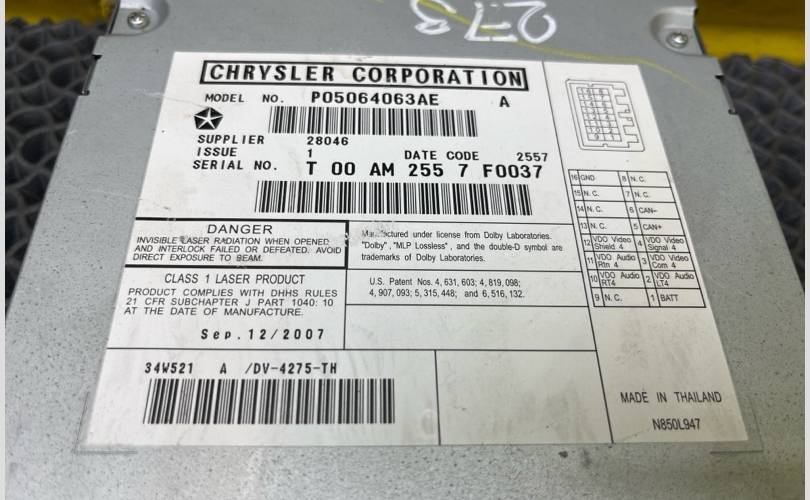 273
CHRYSLER CORPORATION
MODEL NO. P05064063AE A
SUPPLIER 28046
ISSUE 1 DATE CODE 2557
SERIAL NO. T 00 AM 255 7 F0037
DANGER
INVISIBLE LASER RADIATION WHEN OPENED
AND INTERLOCK FAILED OR DEFEATED. AVOID
DIRECT EXPOSURE TO BEAM.
Manufactured under license from Dolby Laboratories.
"Dolby", "MLP Lossless", and the double-D symbol are
trademarks of Dolby Laboratories.
CLASS 1 LASER PRODUCT
PRODUCT COMPLIES WITH DHHS RULES
21 CFR SUBCHAPTER J PART 1040: 10
AT THE DATE OF MANUFACTURE.
Sep.12/2007
U.S. Patent Nos. 4, 631, 603; 4, 819, 098;
4, 907, 093; 5, 315, 448; and 6, 516, 132.
34W521 A /DV-4275-TH
16 GND 8 N.C.
15 N.C. 7 N.C.
14 N.C. 6 CAN-
13 N.C. 5 CAN+
12 VDO Video Shield 4 4 VDO Video Signal 4
11 VDO Audio Rtn 4 3 VDO Video Com 4
10 VDO Audio RT4 2 VDO Audio LT4
9 N.C. 1 BATT
MADE IN THAILAND
N850L947